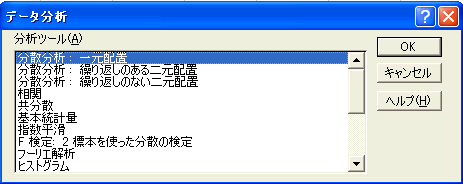 データ分析
分析ツール(A)
分散分析： 一元配置
分散分析： 繰り返しのある二元配置
分散分析： 繰り返しのない二元配置
相関
共分散
基本統計量
指数平滑
F 検定: 2 標本を使った分散の検定
フーリエ解析
ヒストグラム
OK
キャンセル
ヘルプ(H)